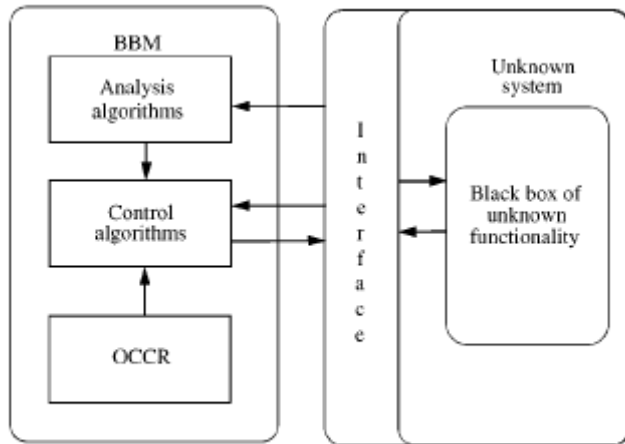 BBM
Analysis
algorithms
Control
algorithms
OCCR
I
n
t
e
r
f
a
c
e
Unknown
system
Black box of
unknown
functionality